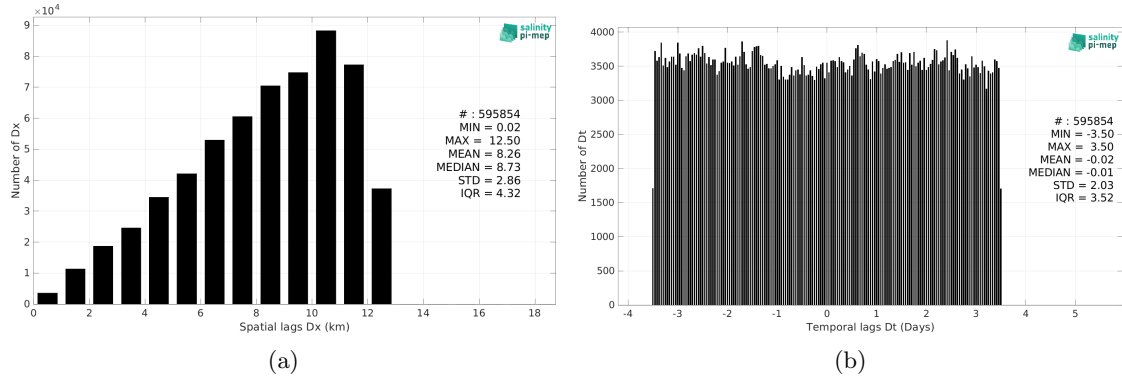 ×10⁴
9
8
7
6
5
4
3
2
1
0
Number of Dx
0 2 4 6 8 10 12 14 16 18
Spatial lags Dx (km)
salinity
pi-mep
# : 595854
MIN = 0.02
MAX = 12.50
MEAN = 8.26
MEDIAN = 8.73
STD = 2.86
IQR = 4.32
(a)
4000
3500
3000
2500
2000
1500
1000
500
0
Number of Dt
-4 -3 -2 -1 0 1 2 3 4 5
Temporal lags Dt (Days)
salinity
pi-mep
# : 595854
MIN = -3.50
MAX = 3.50
MEAN = -0.02
MEDIAN = -0.01
STD = 2.03
IQR = 3.52
(b)